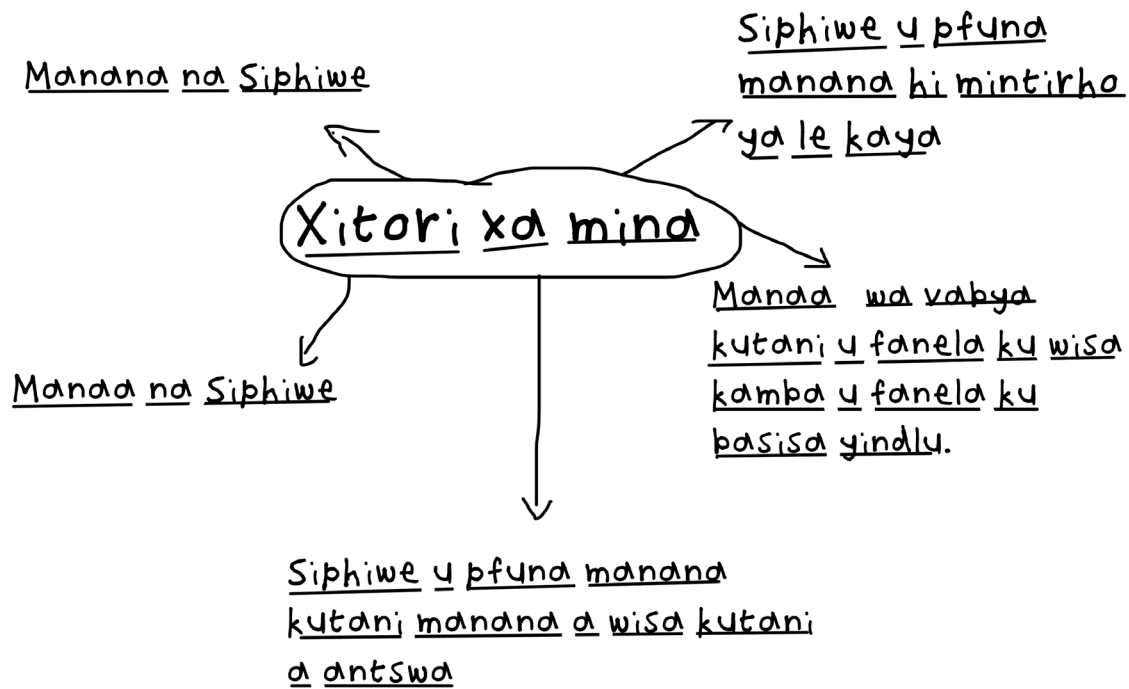 Manana na Siphiwe
Siphiwe u pfuna
manana hi mintirho
ya le kaya
Xitori xa mina
Manaa wa vabya
kutani u fanela ku wisa
kamba u fanela ku
basisa yindlu.
Manaa na Siphiwe
Siphiwe u pfuna manana
kutani manana a wisa kutani
a antswa